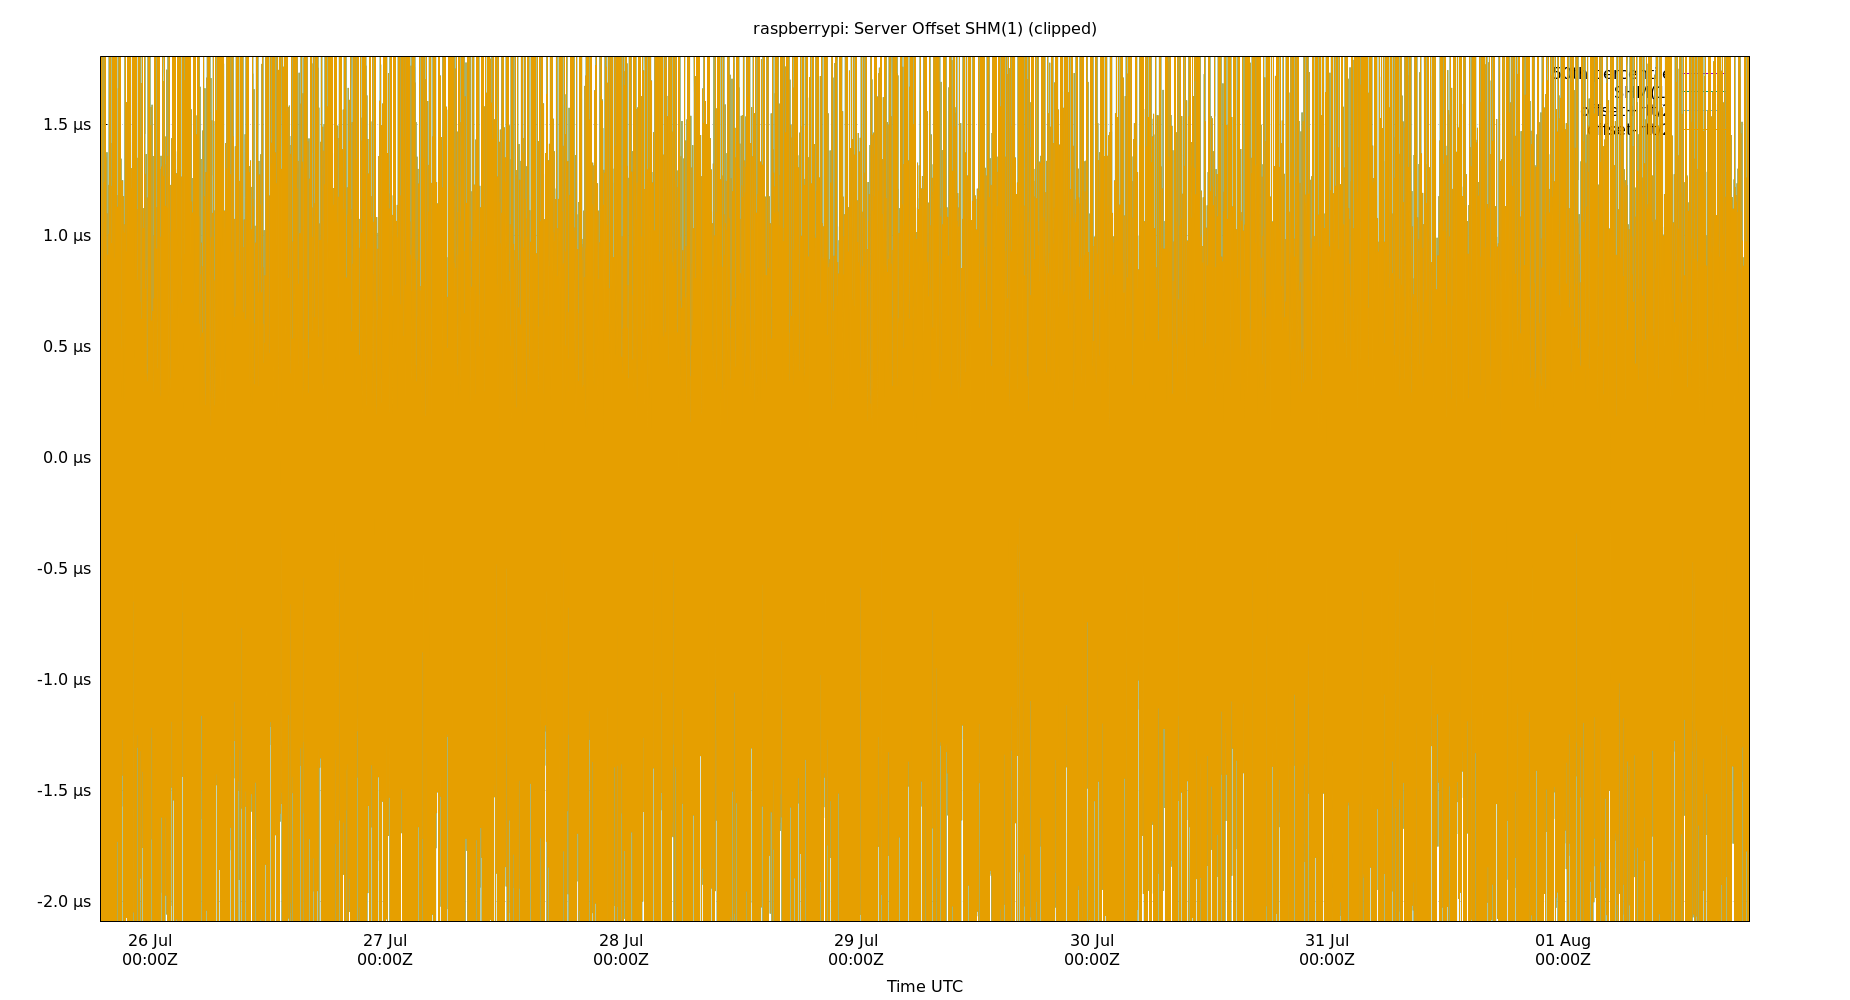 raspberrypi: Server Offset SHM(1) (clipped)
1.5 µs
1.0 µs
0.5 µs
0.0 µs
-0.5 µs
-1.0 µs
-1.5 µs
-2.0 µs
26 Jul 27 Jul 28 Jul 29 Jul 30 Jul 31 Jul 01 Aug
00:00Z 00:00Z 00:00Z 00:00Z 00:00Z 00:00Z 00:00Z
Time UTC